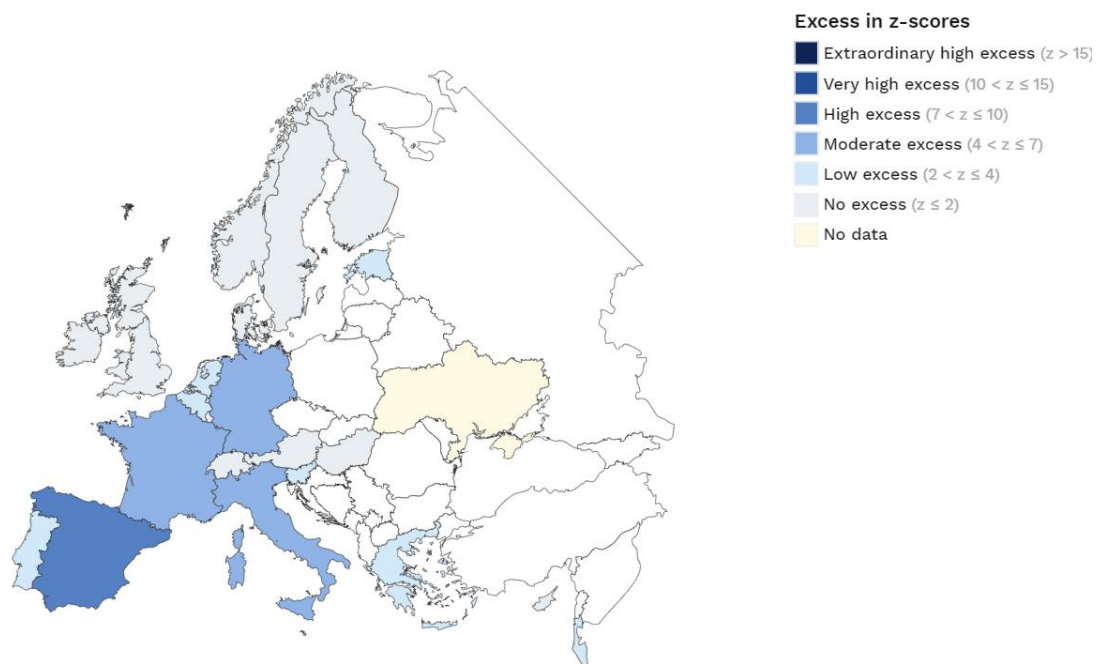 Excess in z-scores
Extraordinary high excess (z > 15)
Very high excess (10 < z ≤ 15)
High excess (7 < z ≤ 10)
Moderate excess (4 < z ≤ 7)
Low excess (2 < z ≤ 4)
No excess (z ≤ 2)
No data